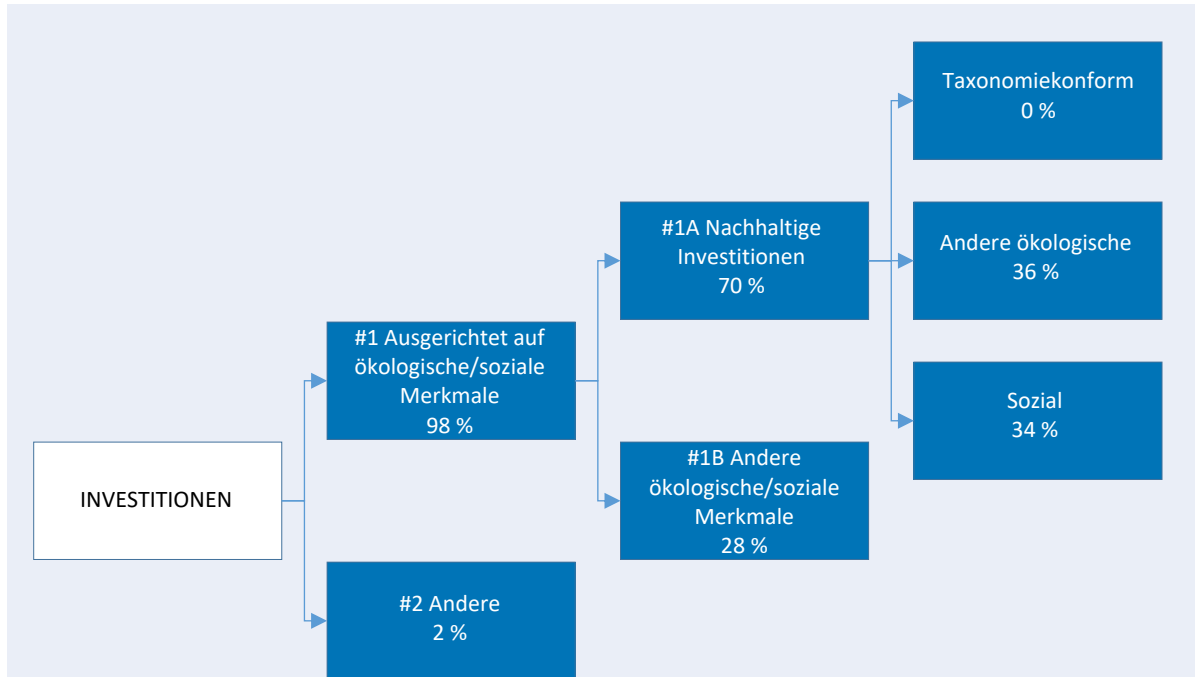 INVESTITIONEN
#1 Ausgerichtet auf
ökologische/soziale
Merkmale
98 %
#2 Andere
2 %
#1A Nachhaltige
Investitionen
70 %
#1B Andere
ökologische/soziale
Merkmale
28 %
Taxonomiekonform
0 %
Andere ökologische
36 %
Sozial
34 %